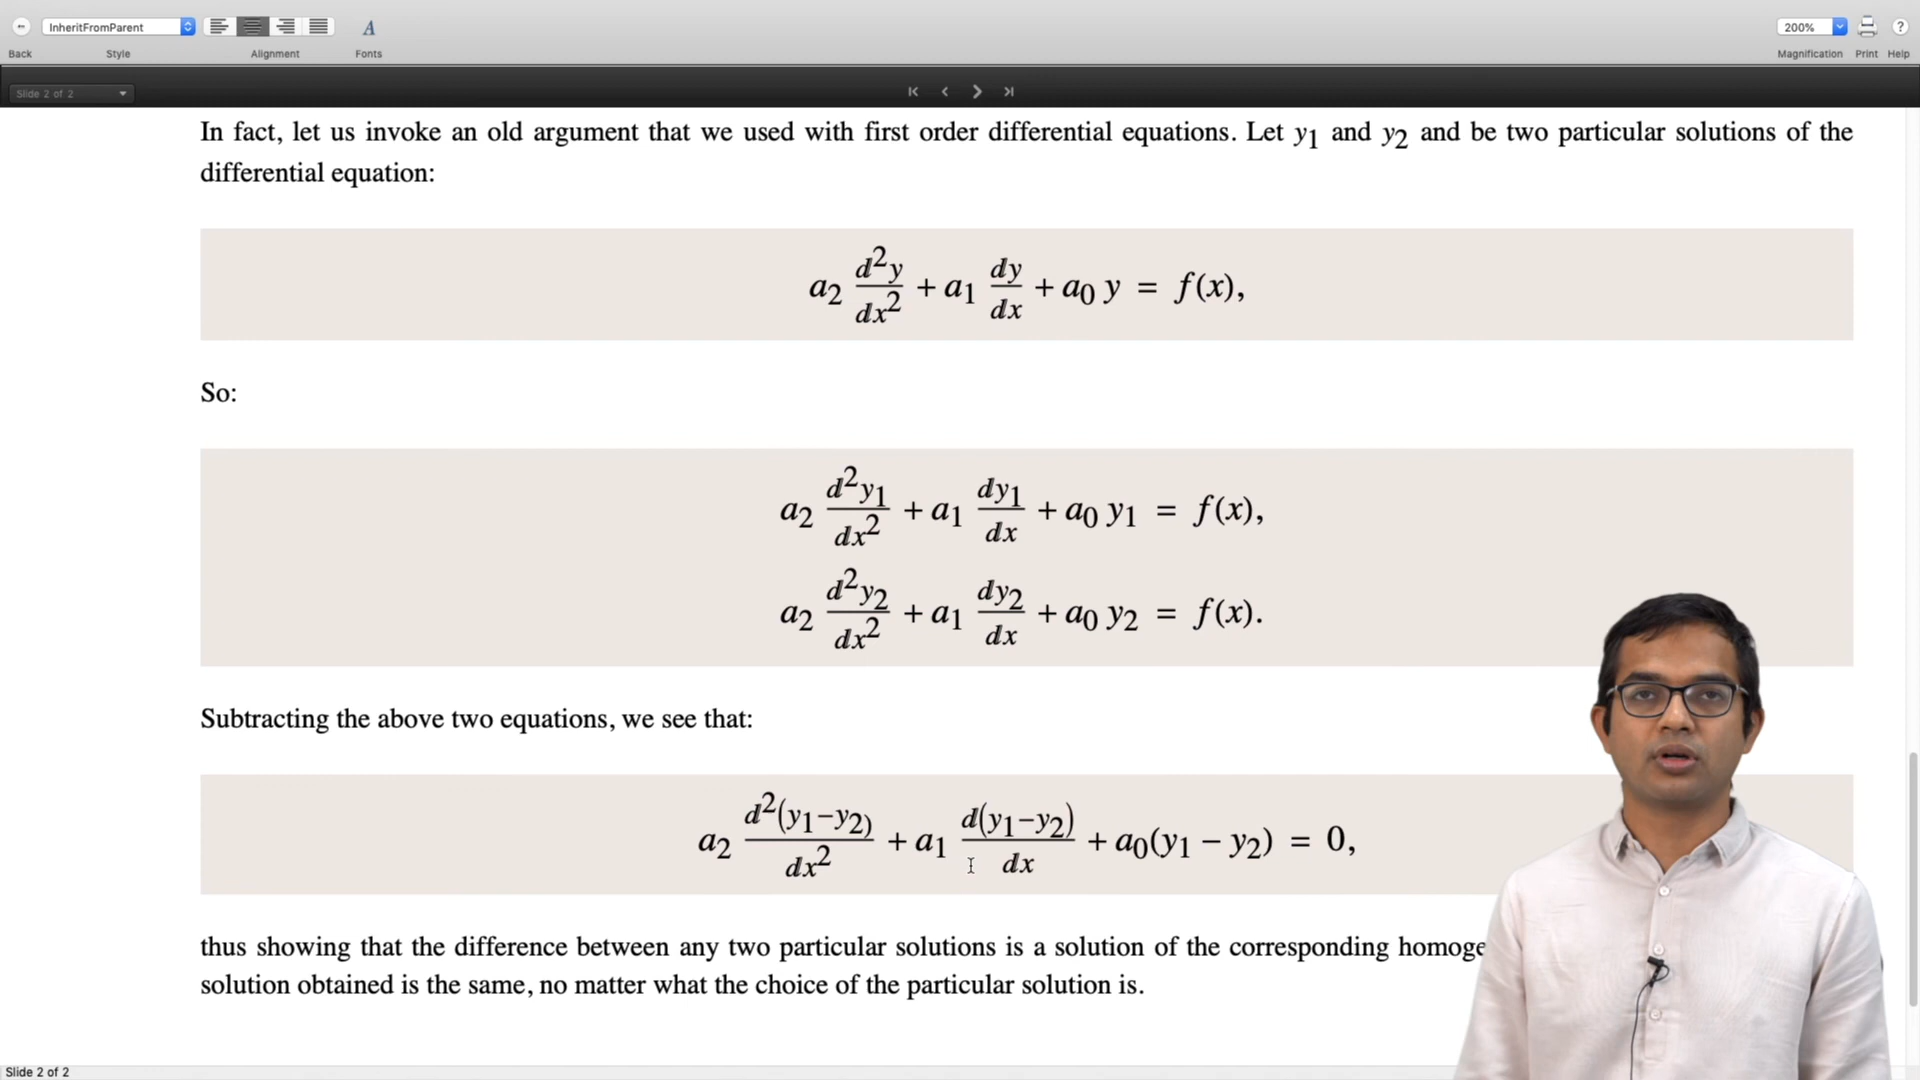 InheritFromParent
200%
Back
Style
Alignment
Fonts
Magnification
Print
Help
Slide 2 of 2
In fact, let us invoke an old argument that we used with first order differential equations. Let y₁ and y₂ and be two particular solutions of the
differential equation:
a₂ d²y/dx² + a₁ dy/dx + a₀ y = f(x),
So:
a₂ d²y₁/dx² + a₁ dy₁/dx + a₀ y₁ = f(x),
a₂ d²y₂/dx² + a₁ dy₂/dx + a₀ y₂ = f(x).
Subtracting the above two equations, we see that:
a₂ d²(y₁−y₂)/dx² + a₁ d(y₁−y₂)/dx + a₀(y₁ − y₂) = 0,
thus showing that the difference between any two particular solutions is a solution of the corresponding homoge
solution obtained is the same, no matter what the choice of the particular solution is.
Slide 2 of 2